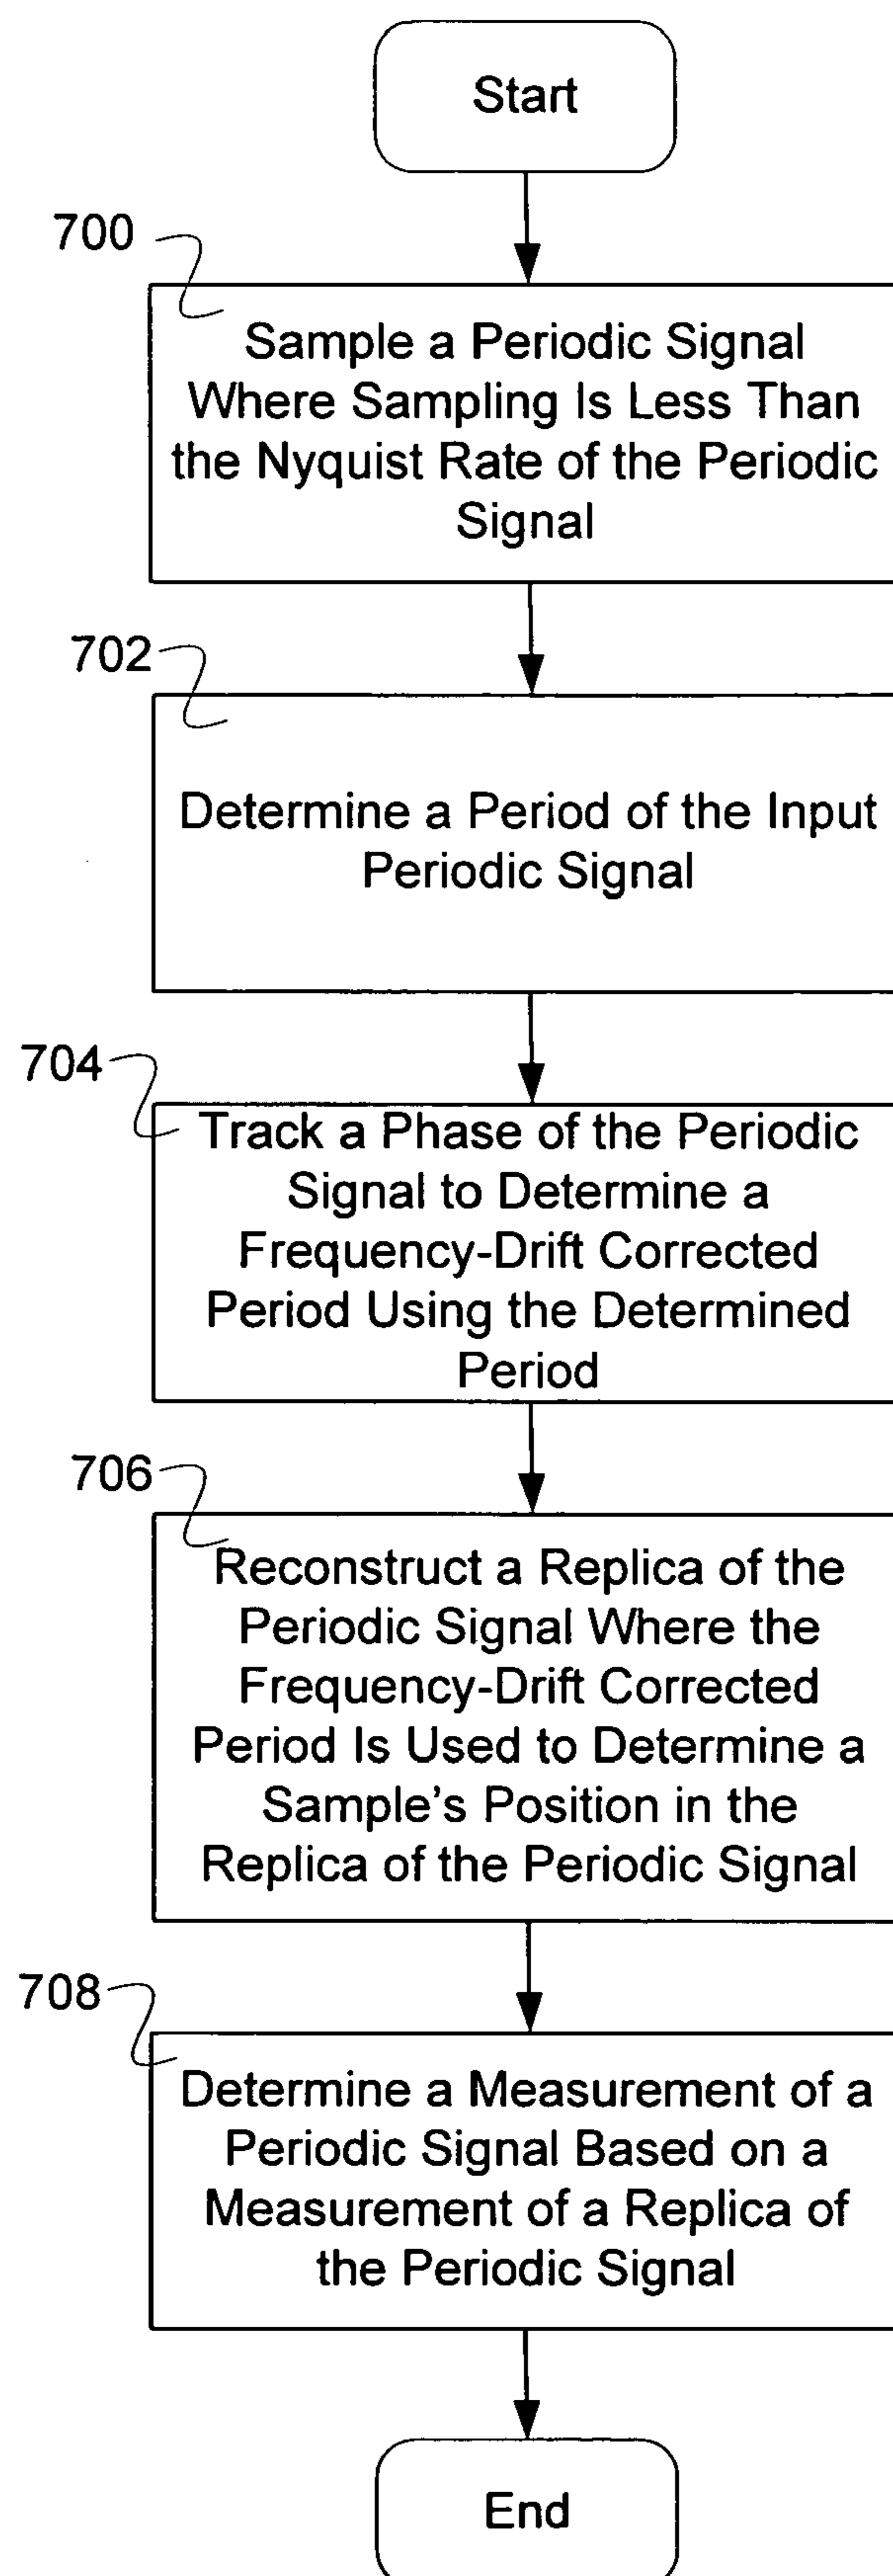 Start
700
Sample a Periodic Signal
Where Sampling Is Less Than
the Nyquist Rate of the Periodic
Signal
702
Determine a Period of the Input
Periodic Signal
704
Track a Phase of the Periodic
Signal to Determine a
Frequency-Drift Corrected
Period Using the Determined
Period
706
Reconstruct a Replica of the
Periodic Signal Where the
Frequency-Drift Corrected
Period Is Used to Determine a
Sample's Position in the
Replica of the Periodic Signal
708
Determine a Measurement of a
Periodic Signal Based on a
Measurement of a Replica of
the Periodic Signal
End